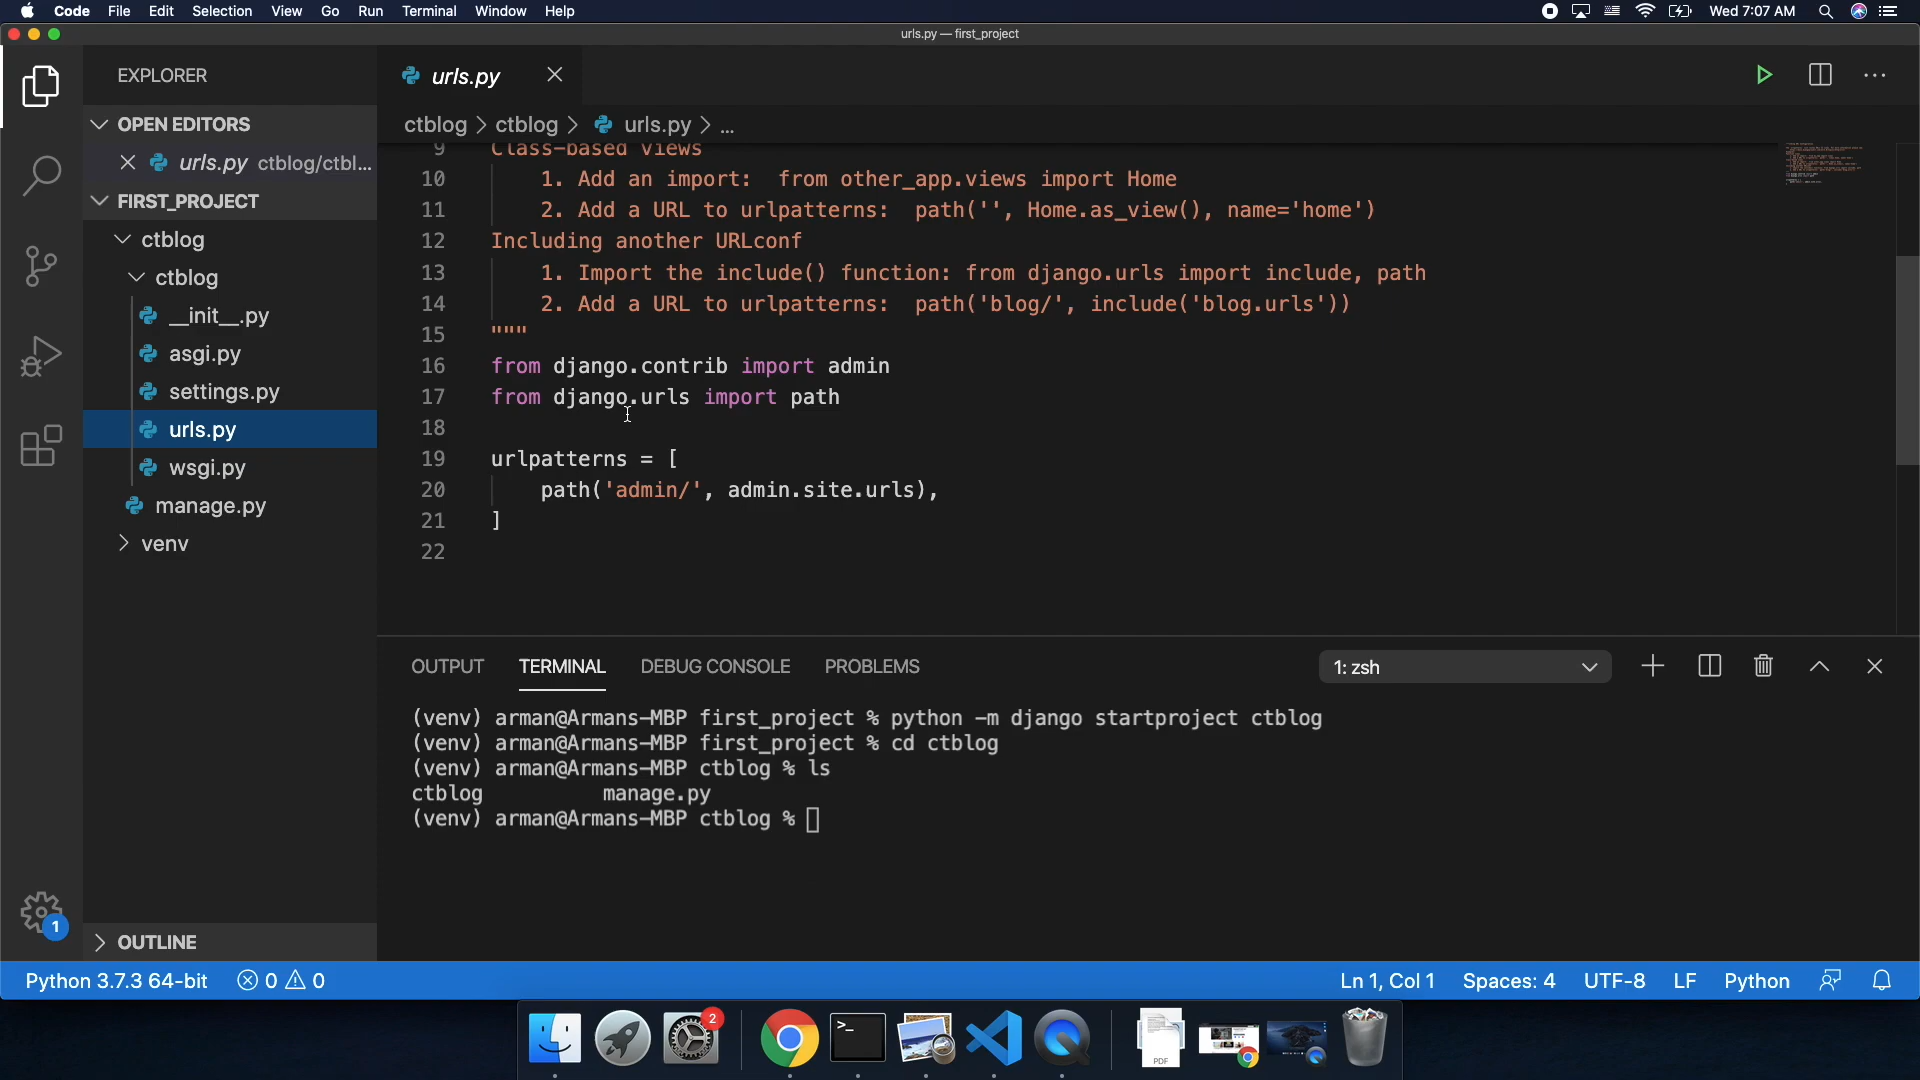 Code File Edit Selection View Go Run Terminal Window Help Wed 7:07 AM
urls.py — first_project
EXPLORER
OPEN EDITORS
urls.py ctblog/ctbl...
FIRST_PROJECT
ctblog
ctblog
__init__.py
asgi.py
settings.py
urls.py
wsgi.py
manage.py
venv
OUTLINE
1
urls.py
ctblog > ctblog > urls.py > ...
9 Class-based views
10 1. Add an import:  from other_app.views import Home
11 2. Add a URL to urlpatterns:  path('', Home.as_view(), name='home')
12 Including another URLconf
13 1. Import the include() function: from django.urls import include, path
14 2. Add a URL to urlpatterns:  path('blog/', include('blog.urls'))
15 """
16 from django.contrib import admin
17 from django.urls import path
18
19 urlpatterns = [
20 path('admin/', admin.site.urls),
21 ]
22
OUTPUT TERMINAL DEBUG CONSOLE PROBLEMS 1: zsh
(venv) arman@Armans-MBP first_project % python -m django startproject ctblog
(venv) arman@Armans-MBP first_project % cd ctblog
(venv) arman@Armans-MBP ctblog % ls
ctblog manage.py
(venv) arman@Armans-MBP ctblog %
Python 3.7.3 64-bit 0 0 Ln 1, Col 1 Spaces: 4 UTF-8 LF Python
2
>_
PDF